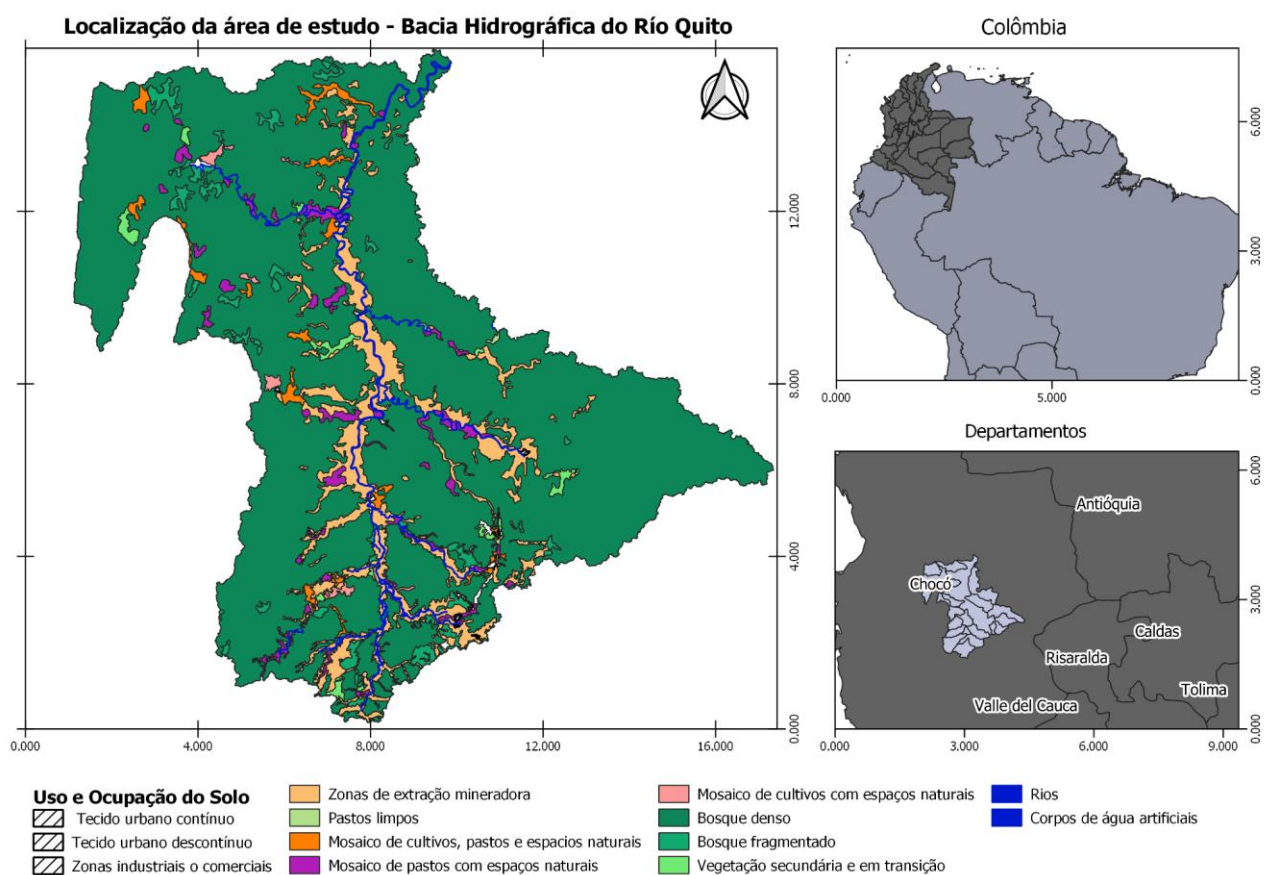 Localização da área de estudo - Bacia Hidrográfica do Río Quito
12.000
8.000
4.000
0.000
0.000
4.000
8.000
12.000
16.000
Colômbia
6.000
3.000
0.000
0.000
5.000
Departamentos
Antióquia
Chocó
Caldas
Risaralda
Tolima
Valle del Cauca
6.000
3.000
0.000
0.000
3.000
6.000
9.000
Uso e Ocupação do Solo
Tecido urbano contínuo
Tecido urbano descontínuo
Zonas industriais o comerciais
Zonas de extração mineradora
Pastos limpos
Mosaico de cultivos, pastos e espacios naturais
Mosaico de pastos com espaços naturais
Mosaico de cultivos com espaços naturais
Bosque denso
Bosque fragmentado
Vegetação secundária e em transição
Rios
Corpos de água artificiais